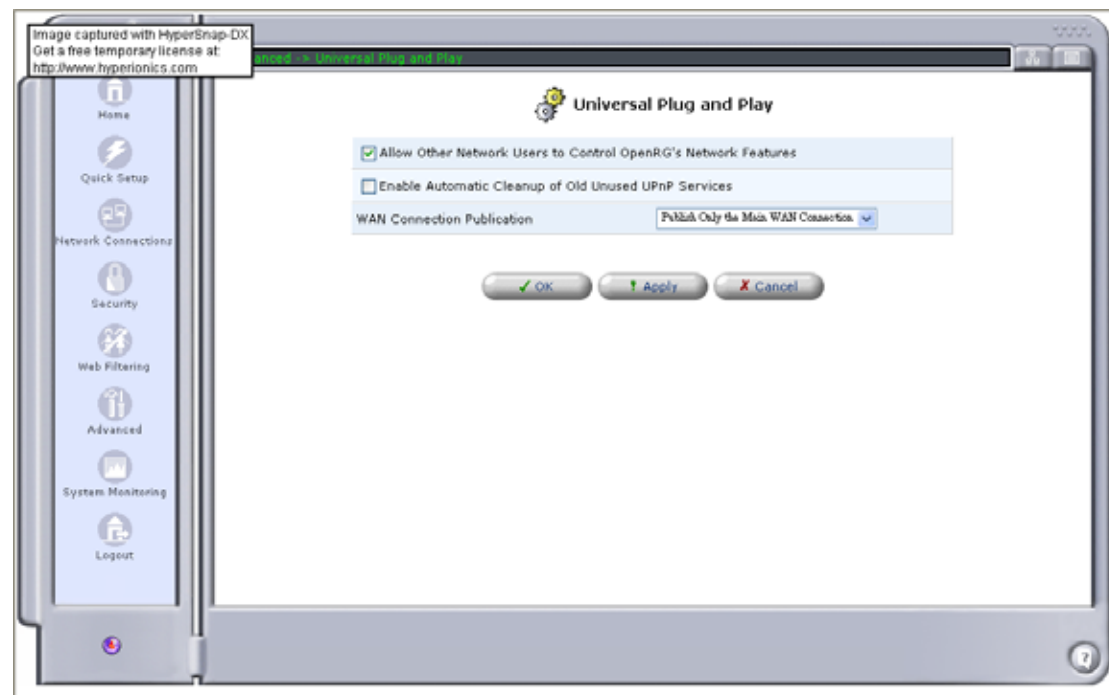 Image captured with HyperSnap-DX
Get a free temporary license at:
http://www.hyperionics.com
anced -> Universal Plug and Play
Home
Quick Setup
Network Connections
Security
Web Filtering
Advanced
System Monitoring
Logout
Universal Plug and Play
Allow Other Network Users to Control OpenRG's Network Features
Enable Automatic Cleanup of Old Unused UPnP Services
WAN Connection Publication Publish Only the Main WAN Connection
OK Apply Cancel
?